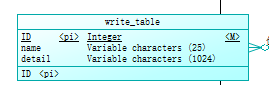 write_table
ID <pi> Integer <M>
name Variable characters (25)
detail Variable characters (1024)
ID <pi>